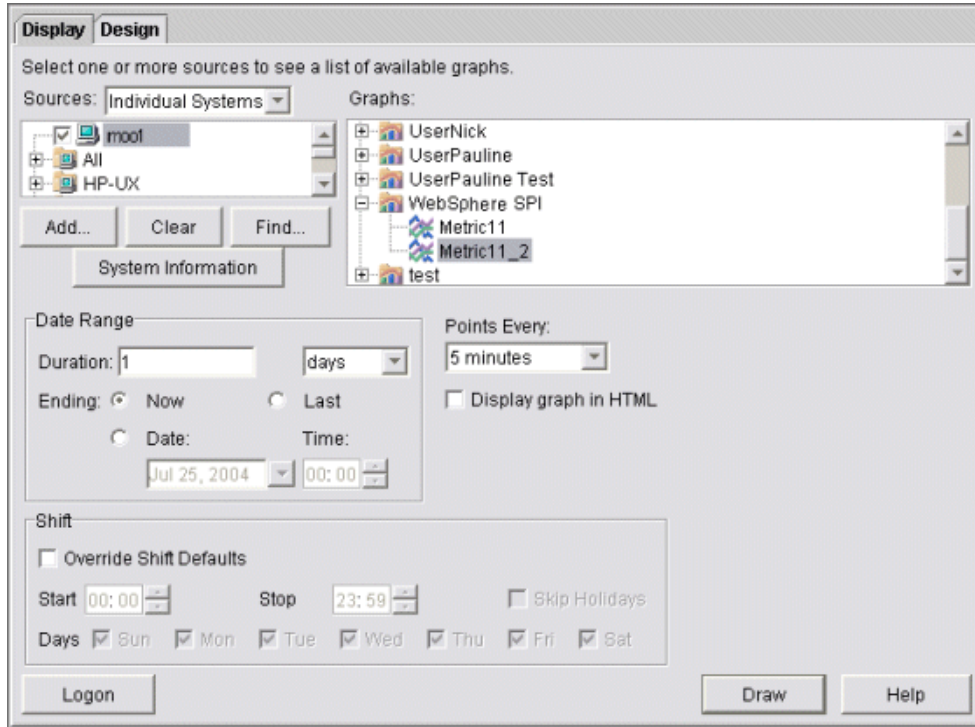 Display Design
Select one or more sources to see a list of available graphs.
Sources: Individual Systems Graphs:
moot
All
HP-UX
UserNick
UserPauline
UserPauline Test
WebSphere SPI
Metric11
Metric11_2
test
Add... Clear Find...
System Information
Date Range
Duration: 1 days
Ending: Now Last
Date: Time:
Jul 25, 2004 00:00
Points Every:
5 minutes
Display graph in HTML
Shift
Override Shift Defaults
Start 00:00 Stop 23:59 Skip Holidays
Days Sun Mon Tue Wed Thu Fri Sat
Logon Draw Help